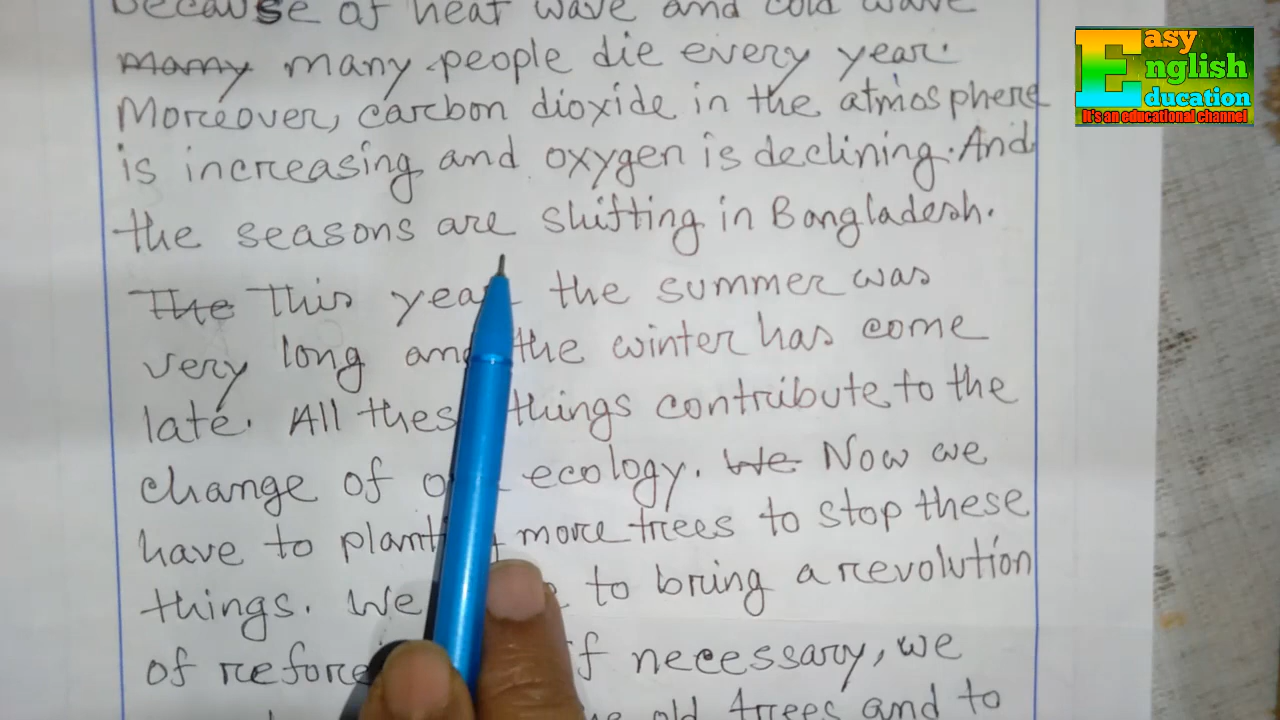 because of heat wave and cold wave
many many people die every year.
Moreover, carbon dioxide in the atmosphere
is increasing and oxygen is declining. And
the seasons are shifting in Bangladesh.
The This year the summer was
very long and the winter has come
late. All these things contribute to the
change of ecology. We Now we
have to plant more trees to stop these
things. We to bring a revolution
of if necessary, we
old trees and to
Easy
English
Education
It's an educational channel